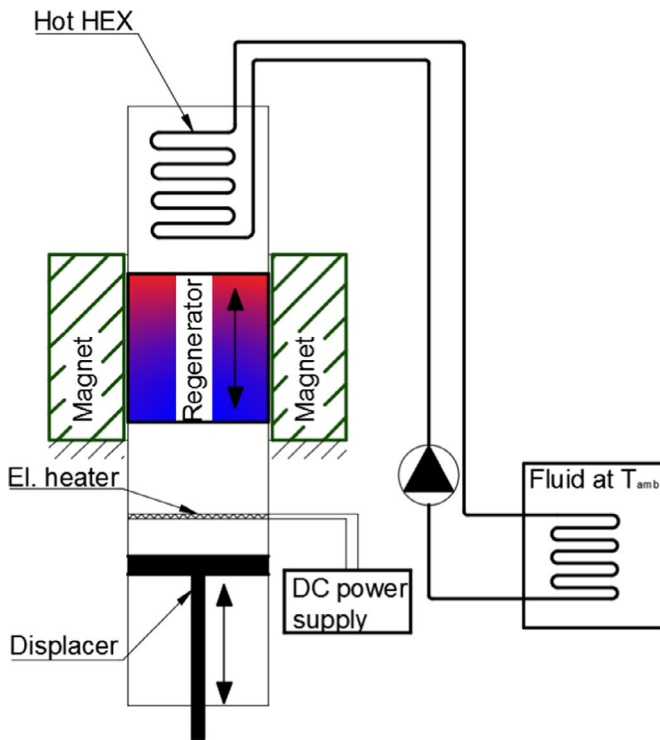 Hot HEX
Magnet
Regenerator
Magnet
El. heater
Fluid at Tamb
DC power
supply
Displacer